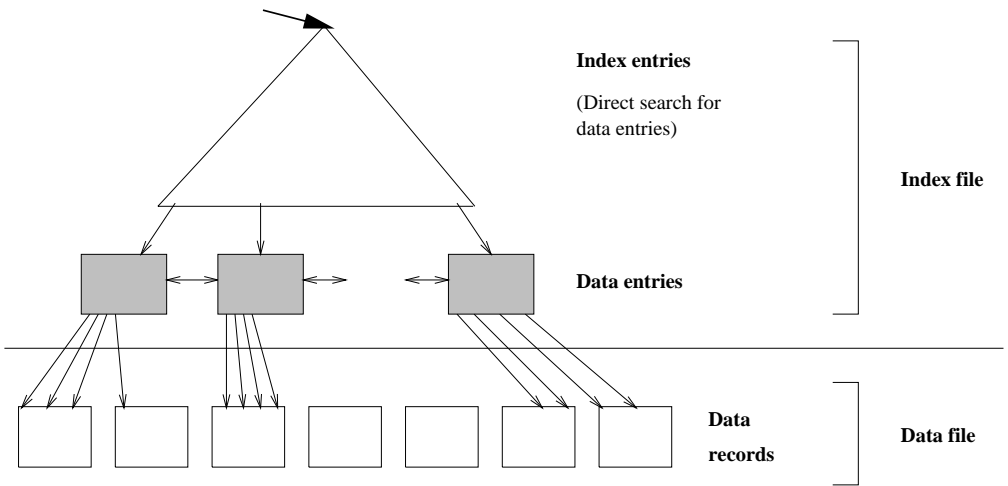 Index entries
(Direct search for
data entries)
Index file
Data entries
Data
records
Data file